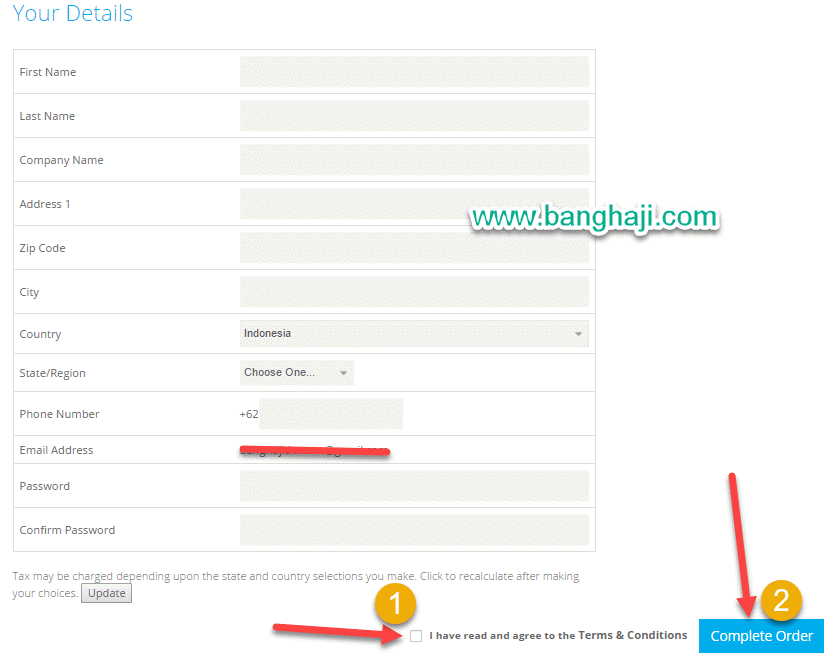 Your Details
First Name
Last Name
Company Name
Address 1
www.banghaji.com
Zip Code
City
Country Indonesia
State/Region Choose One...
Phone Number +62
Email Address
Password
Confirm Password
Tax may be charged depending upon the state and country selections you make. Click to recalculate after making
your choices. Update
1
I have read and agree to the Terms & Conditions
2
Complete Order